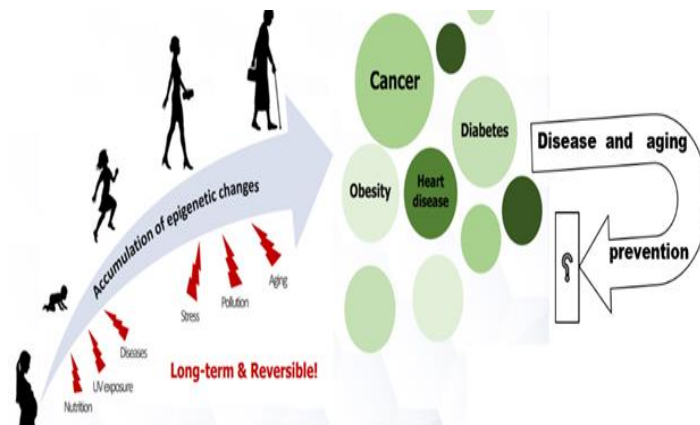 Accumulation of epigenetic changes
Nutrition
UV exposure
Diseases
Stress
Pollution
Aging
Long-term & Reversible!
Cancer
Diabetes
Obesity
Heart
disease
Disease and aging
prevention
?